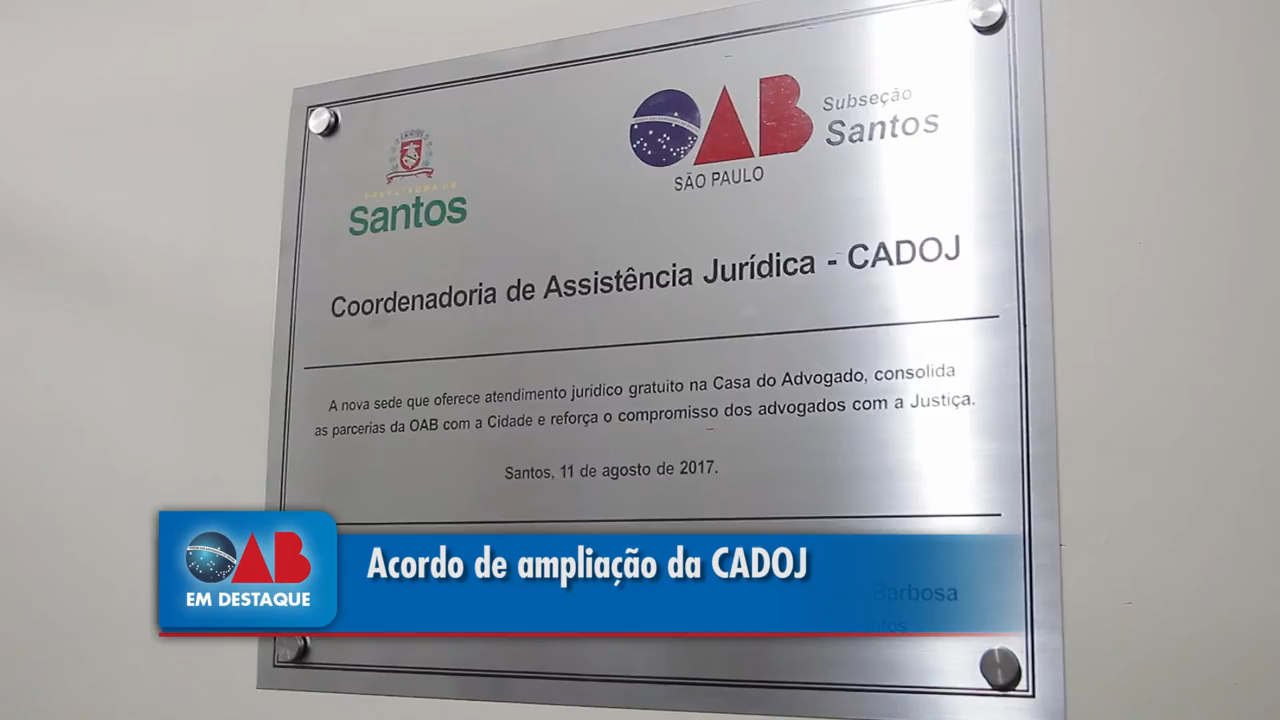 OAB
Subseção
Santos
SÃO PAULO
PREFEITURA DE
Santos
Coordenadoria de Assistência Jurídica - CADOJ
A nova sede que oferece atendimento jurídico gratuito na Casa do Advogado, consolida
as parcerias da OAB com a Cidade e reforça o compromisso dos advogados com a Justiça.
Santos, 11 de agosto de 2017.
OAB
EM DESTAQUE
Acordo de ampliação da CADOJ
Barbosa